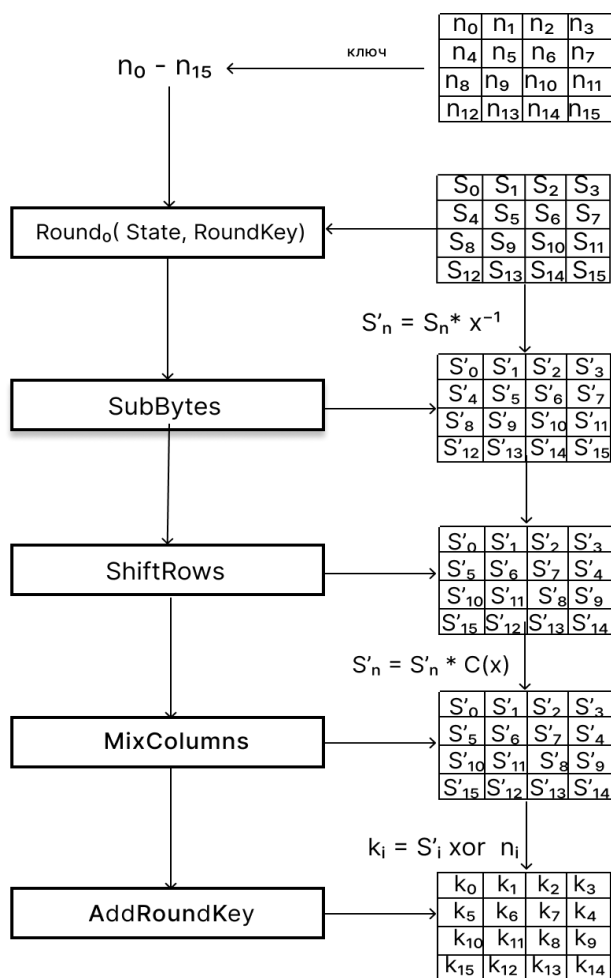 n₀ n₁ n₂ n₃
n₄ n₅ n₆ n₇
n₈ n₉ n₁₀ n₁₁
n₁₂ n₁₃ n₁₄ n₁₅
ключ
n₀ - n₁₅
S₀ S₁ S₂ S₃
S₄ S₅ S₆ S₇
S₈ S₉ S₁₀ S₁₁
S₁₂ S₁₃ S₁₄ S₁₅
Round₀( State, RoundKey)
S'ₙ = Sₙ* x⁻¹
S'₀ S'₁ S'₂ S'₃
S'₄ S'₅ S'₆ S'₇
S'₈ S'₉ S'₁₀ S'₁₁
S'₁₂ S'₁₃ S'₁₄ S'₁₅
SubBytes
S'₀ S'₁ S'₂ S'₃
S'₅ S'₆ S'₇ S'₄
S'₁₀ S'₁₁ S'₈ S'₉
S'₁₅ S'₁₂ S'₁₃ S'₁₄
ShiftRows
S'ₙ = S'ₙ * C(x)
S'₀ S'₁ S'₂ S'₃
S'₅ S'₆ S'₇ S'₄
S'₁₀ S'₁₁ S'₈ S'₉
S'₁₅ S'₁₂ S'₁₃ S'₁₄
MixColumns
kᵢ = S'ᵢ xor nᵢ
k₀ k₁ k₂ k₃
k₅ k₆ k₇ k₄
k₁₀ k₁₁ k₈ k₉
k₁₅ k₁₂ k₁₃ k₁₄
AddRoundKey